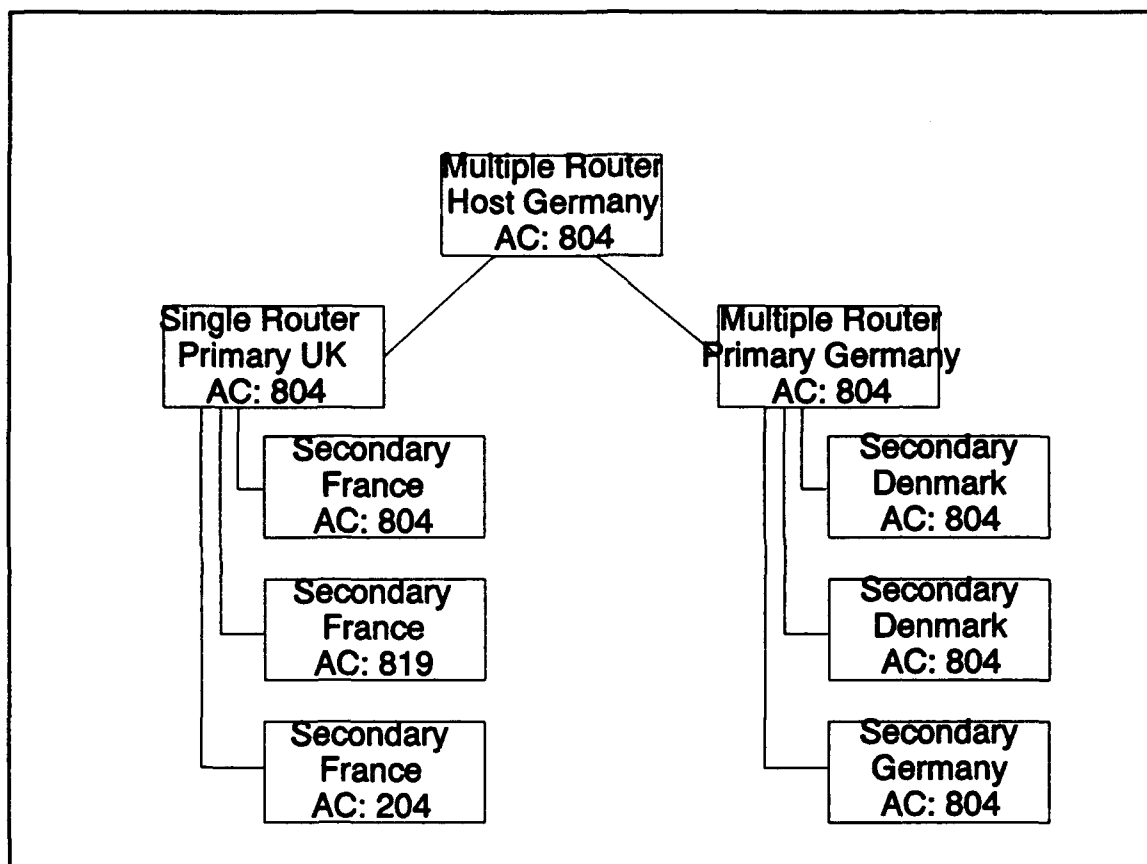 Multiple Router
Host Germany
AC: 804
Single Router
Primary UK
AC: 804
Multiple Router
Primary Germany
AC: 804
Secondary
France
AC: 804
Secondary
France
AC: 819
Secondary
France
AC: 204
Secondary
Denmark
AC: 804
Secondary
Denmark
AC: 804
Secondary
Germany
AC: 804